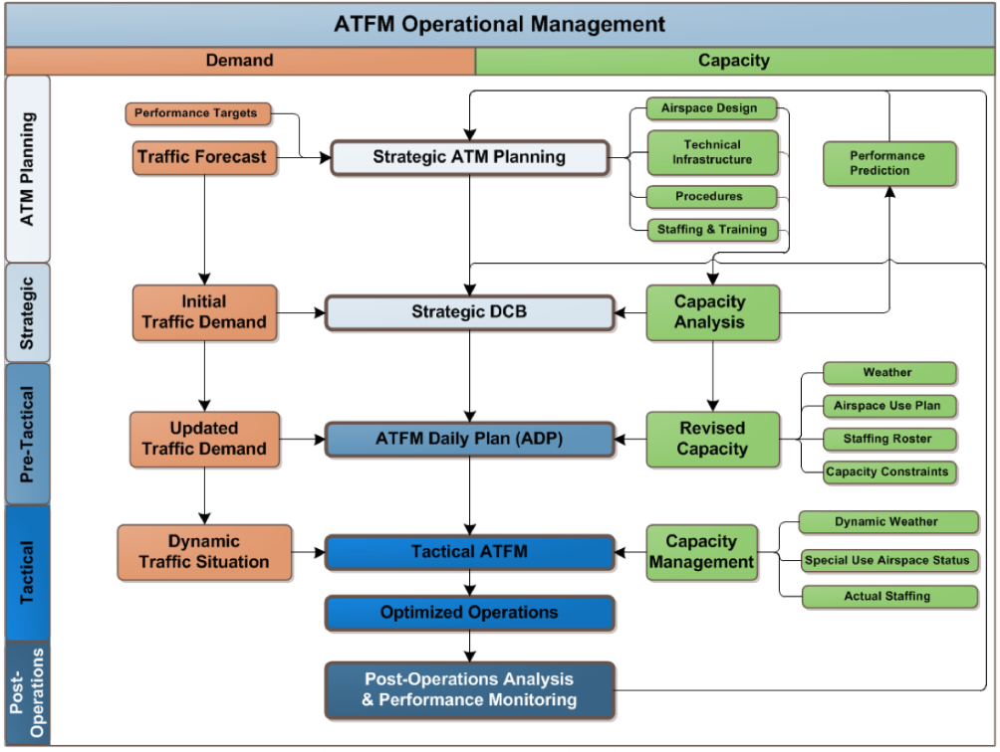 ATFM Operational Management
Demand
Capacity
ATM Planning
Performance Targets
Traffic Forecast
Strategic ATM Planning
Airspace Design
Technical
Infrastructure
Procedures
Staffing & Training
Performance
Prediction
Strategic
Initial
Traffic Demand
Strategic DCB
Capacity
Analysis
Pre-Tactical
Updated
Traffic Demand
ATFM Daily Plan (ADP)
Revised
Capacity
Weather
Airspace Use Plan
Staffing Roster
Capacity Constraints
Tactical
Dynamic
Traffic Situation
Tactical ATFM
Capacity
Management
Dynamic Weather
Special Use Airspace Status
Actual Staffing
Optimized Operations
Post-
Operations
Post-Operations Analysis
& Performance Monitoring